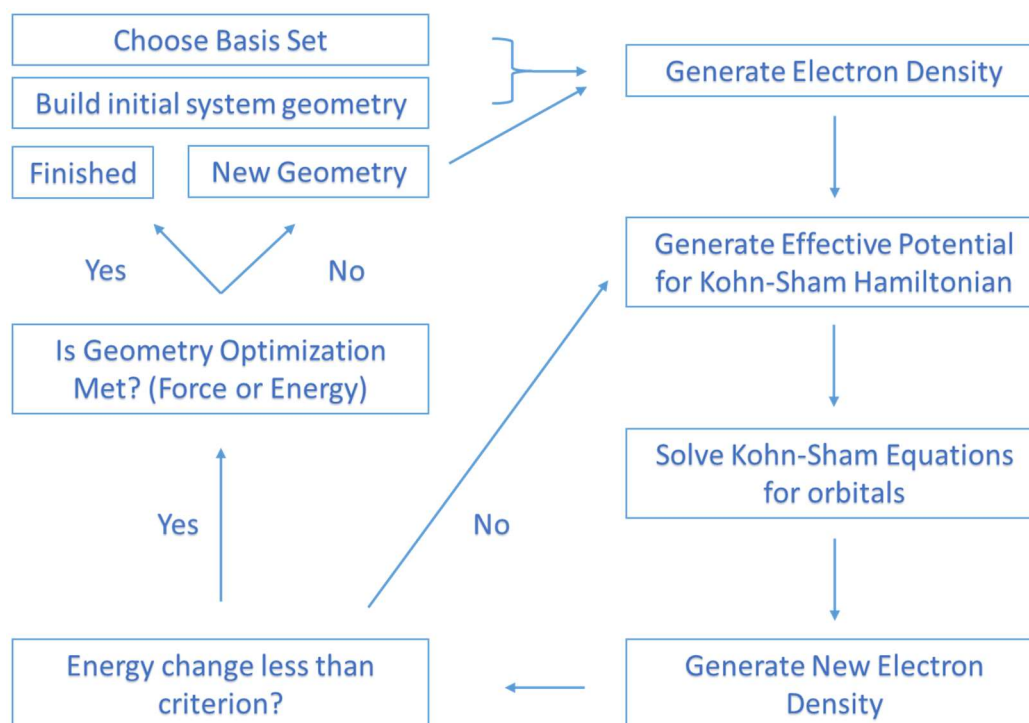 Choose Basis Set
Build initial system geometry
Finished
New Geometry
Yes
No
Is Geometry Optimization
Met? (Force or Energy)
Yes
No
Energy change less than
criterion?
Generate Electron Density
Generate Effective Potential
for Kohn-Sham Hamiltonian
Solve Kohn-Sham Equations
for orbitals
Generate New Electron
Density